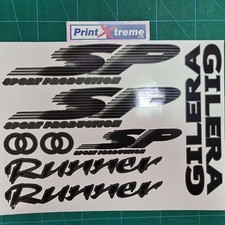 PrintXtreme
SP
SPORT PRODUCTION
SP
SPORT PRODUCTION
SP
SPORT PRODUCTION
Runner
Runner
GILERA
GILERA